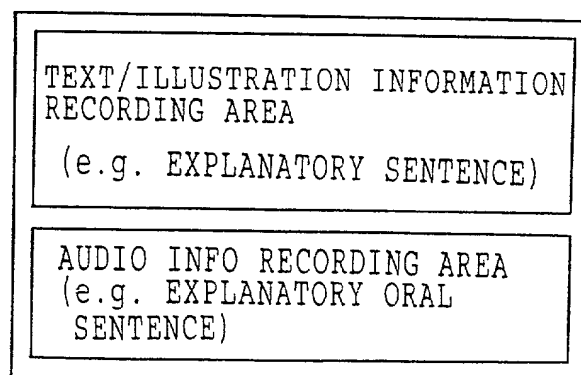 TEXT/ILLUSTRATION INFORMATION
RECORDING AREA
(e.g. EXPLANATORY SENTENCE)
AUDIO INFO RECORDING AREA
(e.g. EXPLANATORY ORAL
SENTENCE)